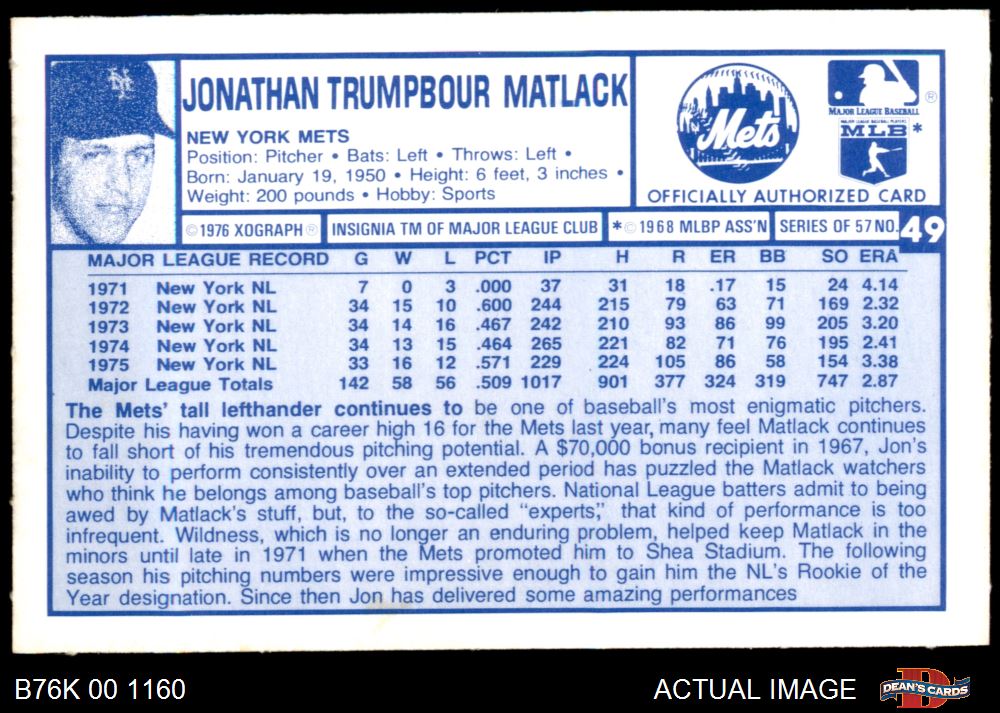 NY
JONATHAN TRUMPBOUR MATLACK
NEW YORK METS
Position: Pitcher • Bats: Left • Throws: Left •
Born: January 19, 1950 • Height: 6 feet, 3 inches •
Weight: 200 pounds • Hobby: Sports
Mets
MAJOR LEAGUE BASEBALL ®
MAJOR LEAGUE BASEBALL PLAYERS
MLB *
OFFICIALLY AUTHORIZED CARD
© 1976 XOGRAPH ® INSIGNIA TM OF MAJOR LEAGUE CLUB * © 1968 MLBP ASS'N SERIES OF 57 NO. 49
MAJOR LEAGUE RECORD G W L PCT IP H R ER BB SO ERA
1971 New York NL 7 0 3 .000 37 31 18 .17 15 24 4.14
1972 New York NL 34 15 10 .600 244 215 79 63 71 169 2.32
1973 New York NL 34 14 16 .467 242 210 93 86 99 205 3.20
1974 New York NL 34 13 15 .464 265 221 82 71 76 195 2.41
1975 New York NL 33 16 12 .571 229 224 105 86 58 154 3.38
Major League Totals 142 58 56 .509 1017 901 377 324 319 747 2.87
The Mets' tall lefthander continues to be one of baseball's most enigmatic pitchers.
Despite his having won a career high 16 for the Mets last year, many feel Matlack continues
to fall short of his tremendous pitching potential. A $70,000 bonus recipient in 1967, Jon's
inability to perform consistently over an extended period has puzzled the Matlack watchers
who think he belongs among baseball's top pitchers. National League batters admit to being
awed by Matlack's stuff, but, to the so-called "experts," that kind of performance is too
infrequent. Wildness, which is no longer an enduring problem, helped keep Matlack in the
minors until late in 1971 when the Mets promoted him to Shea Stadium. The following
season his pitching numbers were impressive enough to gain him the NL's Rookie of the
Year designation. Since then Jon has delivered some amazing performances
B76K 00 1160
ACTUAL IMAGE
DEAN'S CARDS